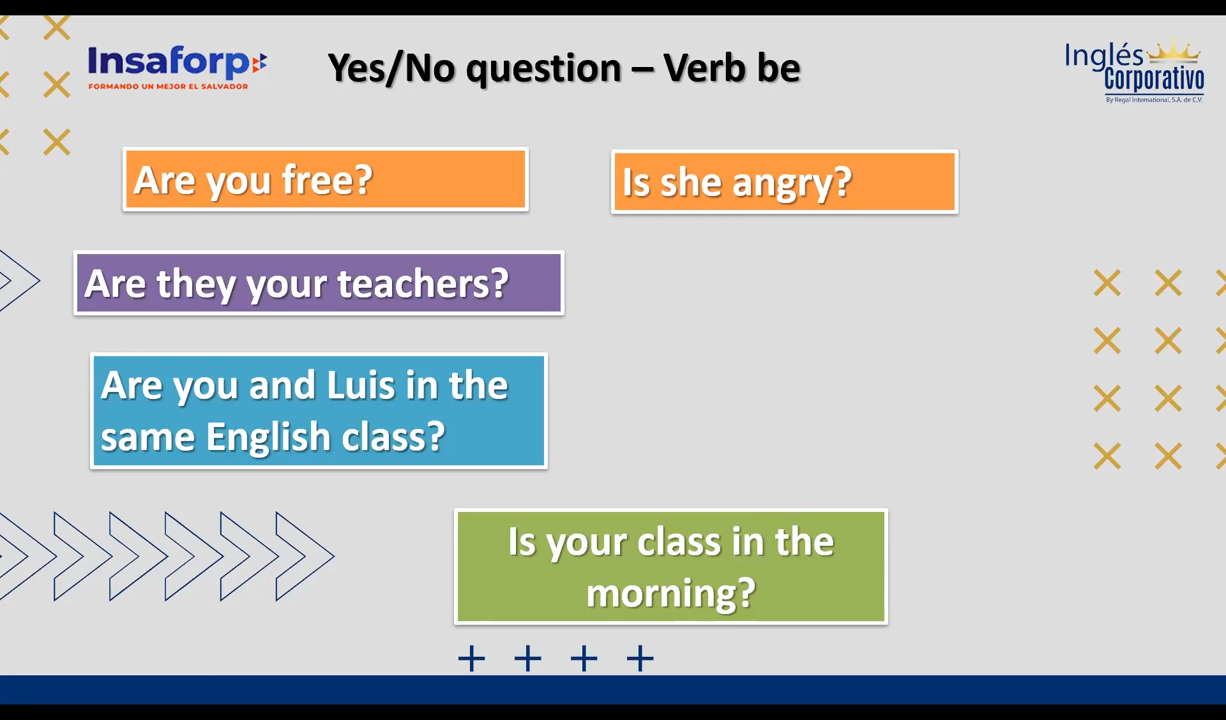 Insaforp
FORMANDO UN MEJOR EL SALVADOR
Yes/No question – Verb be
Inglés
Corporativo
By Regal International, S.A. de C.V.
Are you free?
Is she angry?
Are they your teachers?
Are you and Luis in the
same English class?
Is your class in the
morning?